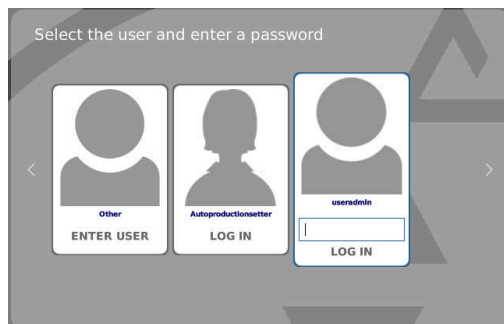 Select the user and enter a password
Other
ENTER USER
Autoproductionsetter
LOG IN
useradmin
LOG IN